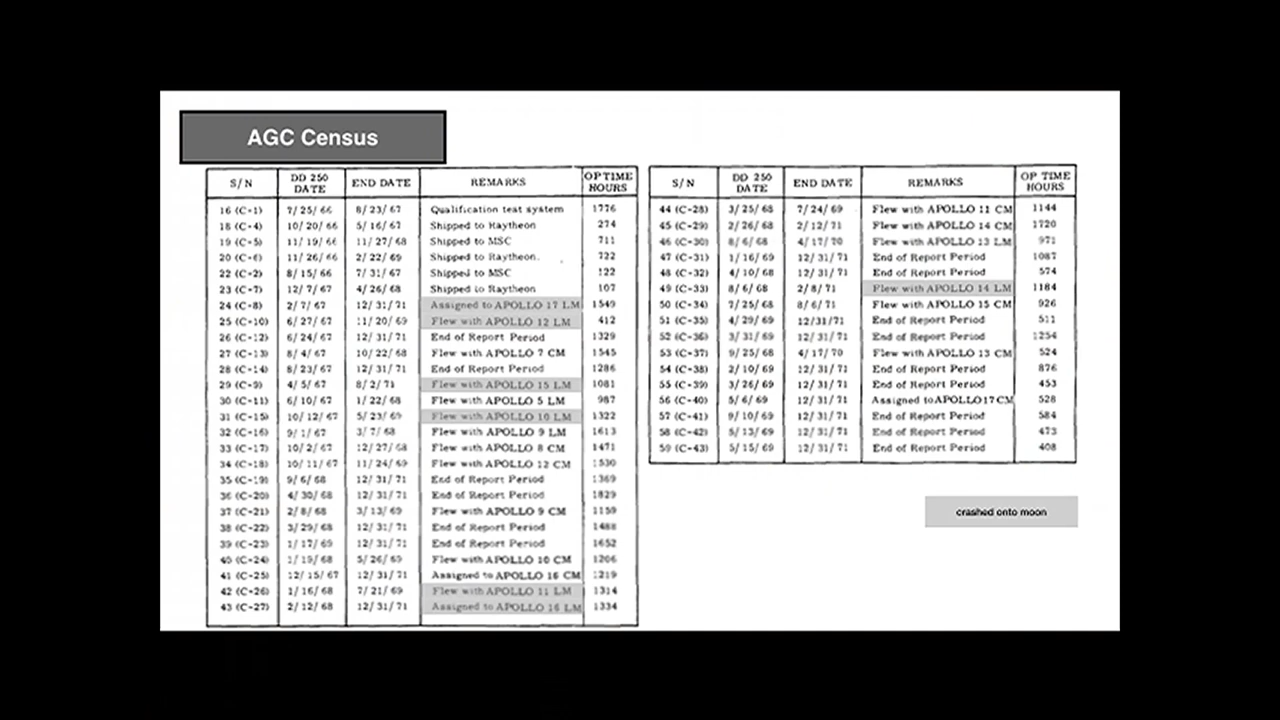 AGC Census
S/N DD 250 DATE END DATE REMARKS OP TIME HOURS
16 (C-1) 7/25/66 8/23/67 Qualification test system 1776
18 (C-4) 10/20/66 5/16/67 Shipped to Raytheon 274
19 (C-5) 11/19/66 11/27/68 Shipped to MSC 711
20 (C-6) 11/26/66 2/22/69 Shipped to Raytheon. 722
22 (C-2) 8/15/66 7/31/67 Shipped to MSC 122
23 (C-7) 12/7/67 4/26/68 Shipped to Raytheon 107
24 (C-8) 2/7/67 12/31/71 Assigned to APOLLO 17 LM 1549
25 (C-10) 6/27/67 11/20/69 Flew with APOLLO 12 LM 412
26 (C-12) 6/24/67 12/31/71 End of Report Period 1329
27 (C-13) 8/4/67 10/22/68 Flew with APOLLO 7 CM 1545
28 (C-14) 8/23/67 12/31/71 End of Report Period 1286
29 (C-9) 4/5/67 8/2/71 Flew with APOLLO 15 LM 1081
30 (C-11) 6/10/67 1/22/68 Flew with APOLLO 5 LM 987
31 (C-15) 10/12/67 5/23/69 Flew with APOLLO 10 LM 1322
32 (C-16) 9/1/67 3/7/68 Flew with APOLLO 9 LM 1613
33 (C-17) 10/2/67 12/27/68 Flew with APOLLO 8 CM 1471
34 (C-18) 10/11/67 11/24/69 Flew with APOLLO 12 CM 1530
35 (C-19) 9/6/68 12/31/71 End of Report Period 1369
36 (C-20) 4/30/68 12/31/71 End of Report Period 1829
37 (C-21) 2/8/68 3/13/69 Flew with APOLLO 9 CM 1159
38 (C-22) 3/29/68 12/31/71 End of Report Period 1488
39 (C-23) 1/17/69 12/31/71 End of Report Period 1652
40 (C-24) 1/19/68 5/26/69 Flew with APOLLO 10 CM 1206
41 (C-25) 12/15/67 12/31/71 Assigned to APOLLO 16 CM 1219
42 (C-26) 1/16/68 7/21/69 Flew with APOLLO 11 LM 1314
43 (C-27) 2/12/68 12/31/71 Assigned to APOLLO 16 LM 1334
S/N DD 250 DATE END DATE REMARKS OP TIME HOURS
44 (C-28) 3/25/68 7/24/69 Flew with APOLLO 11 CM 1144
45 (C-29) 2/26/68 2/12/71 Flew with APOLLO 14 CM 1720
46 (C-30) 8/6/68 4/17/70 Flew with APOLLO 13 LM 971
47 (C-31) 1/16/69 12/31/71 End of Report Period 1087
48 (C-32) 4/10/68 12/31/71 End of Report Period 574
49 (C-33) 8/6/68 2/8/71 Flew with APOLLO 14 LM 1184
50 (C-34) 7/25/68 8/6/71 Flew with APOLLO 15 CM 926
51 (C-35) 4/29/69 12/31/71 End of Report Period 511
52 (C-36) 3/31/69 12/31/71 End of Report Period 1254
53 (C-37) 9/25/68 4/17/70 Flew with APOLLO 13 CM 524
54 (C-38) 2/10/69 12/31/71 End of Report Period 876
55 (C-39) 3/26/69 12/31/71 End of Report Period 453
56 (C-40) 5/6/69 12/31/71 Assigned to APOLLO 17 CM 528
57 (C-41) 9/10/69 12/31/71 End of Report Period 584
58 (C-42) 5/13/69 12/31/71 End of Report Period 473
59 (C-43) 5/15/69 12/31/71 End of Report Period 408
crashed onto moon